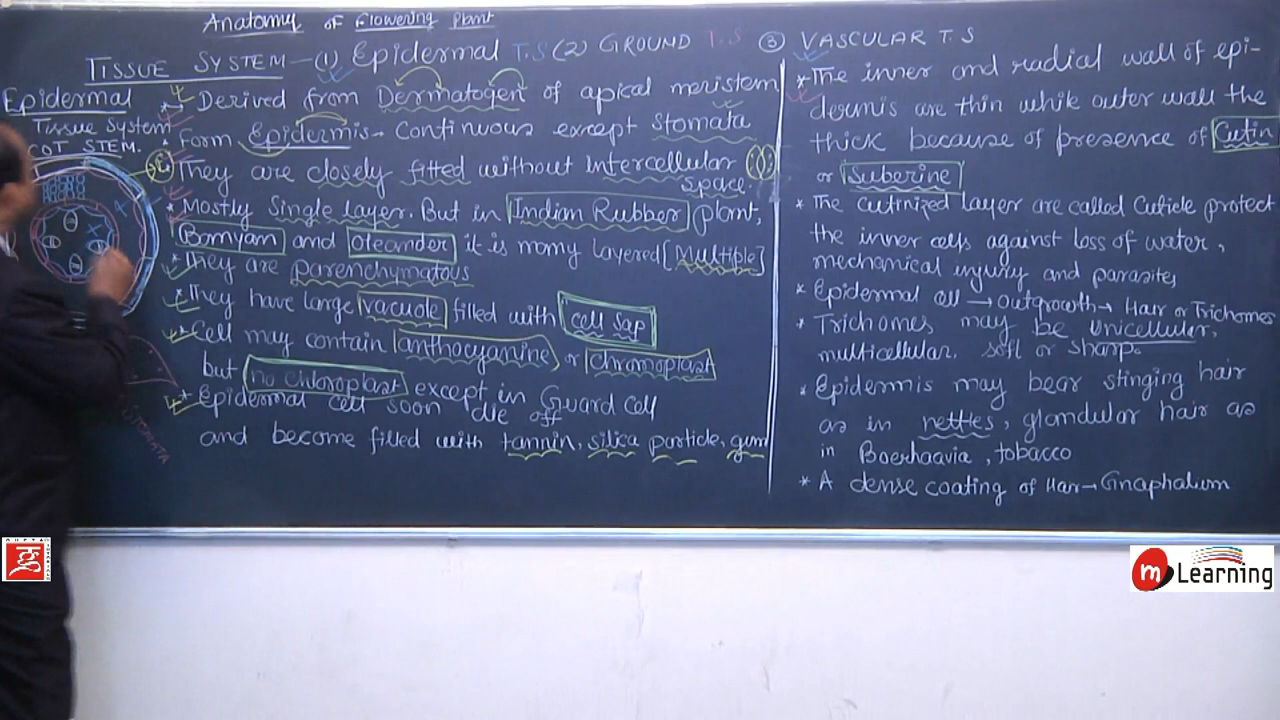 Anatomy of Flowering Plant
TISSUE SYSTEM - (1) Epidermal T.S (2) GROUND T.S (3) VASCULAR T.S
Epidermal
Tissue System
COT STEM.
* Derived from Dermatogen of apical meristem
* Form Epidermis - Continuous except Stomata
They are closely fitted without intercellular
space.
* Mostly Single layer. But in Indian Rubber plant,
Banyan and Oleander it is many layered [Multiple]
* They are parenchymatous
* They have large vacuole filled with cell sap
* Cell may contain anthocyanine or Chromoplast
but no chloroplast except in Guard Cell
* Epidermal cell soon die off
and become filled with tannin, silica particle, gum
STOMATA
* The inner and radial wall of epi-
dermis are thin while outer wall the
thick because of presence of Cutin
or Suberine
* The cutinized layer are called Cuticle protect
the inner cells against loss of water,
mechanical injury and parasites
* Epidermal cell → outgrowth → Hair or Trichomes
* Trichomes may be unicellular,
multicellular, soft or sharp.
* Epidermis may bear stinging hair
as in nettles, glandular hair as
in Boerhaavia, tobacco
* A dense coating of Hair → Gnaphalium
m Learning